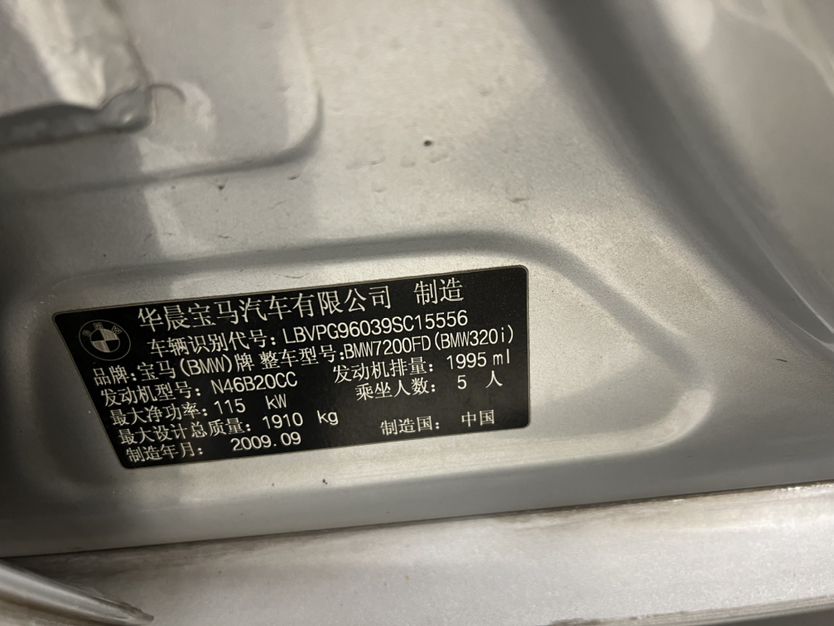 华晨宝马汽车有限公司 制造
车辆识别代号: LBVPG96039SC15556
品牌: 宝马(BMW)牌 整车型号:BMW7200FD(BMW320i)
发动机型号: N46B20CC 发动机排量: 1995 ml
最大净功率: 115 kW 乘坐人数: 5 人
最大设计总质量: 1910 kg
制造年月: 2009.09 制造国: 中国